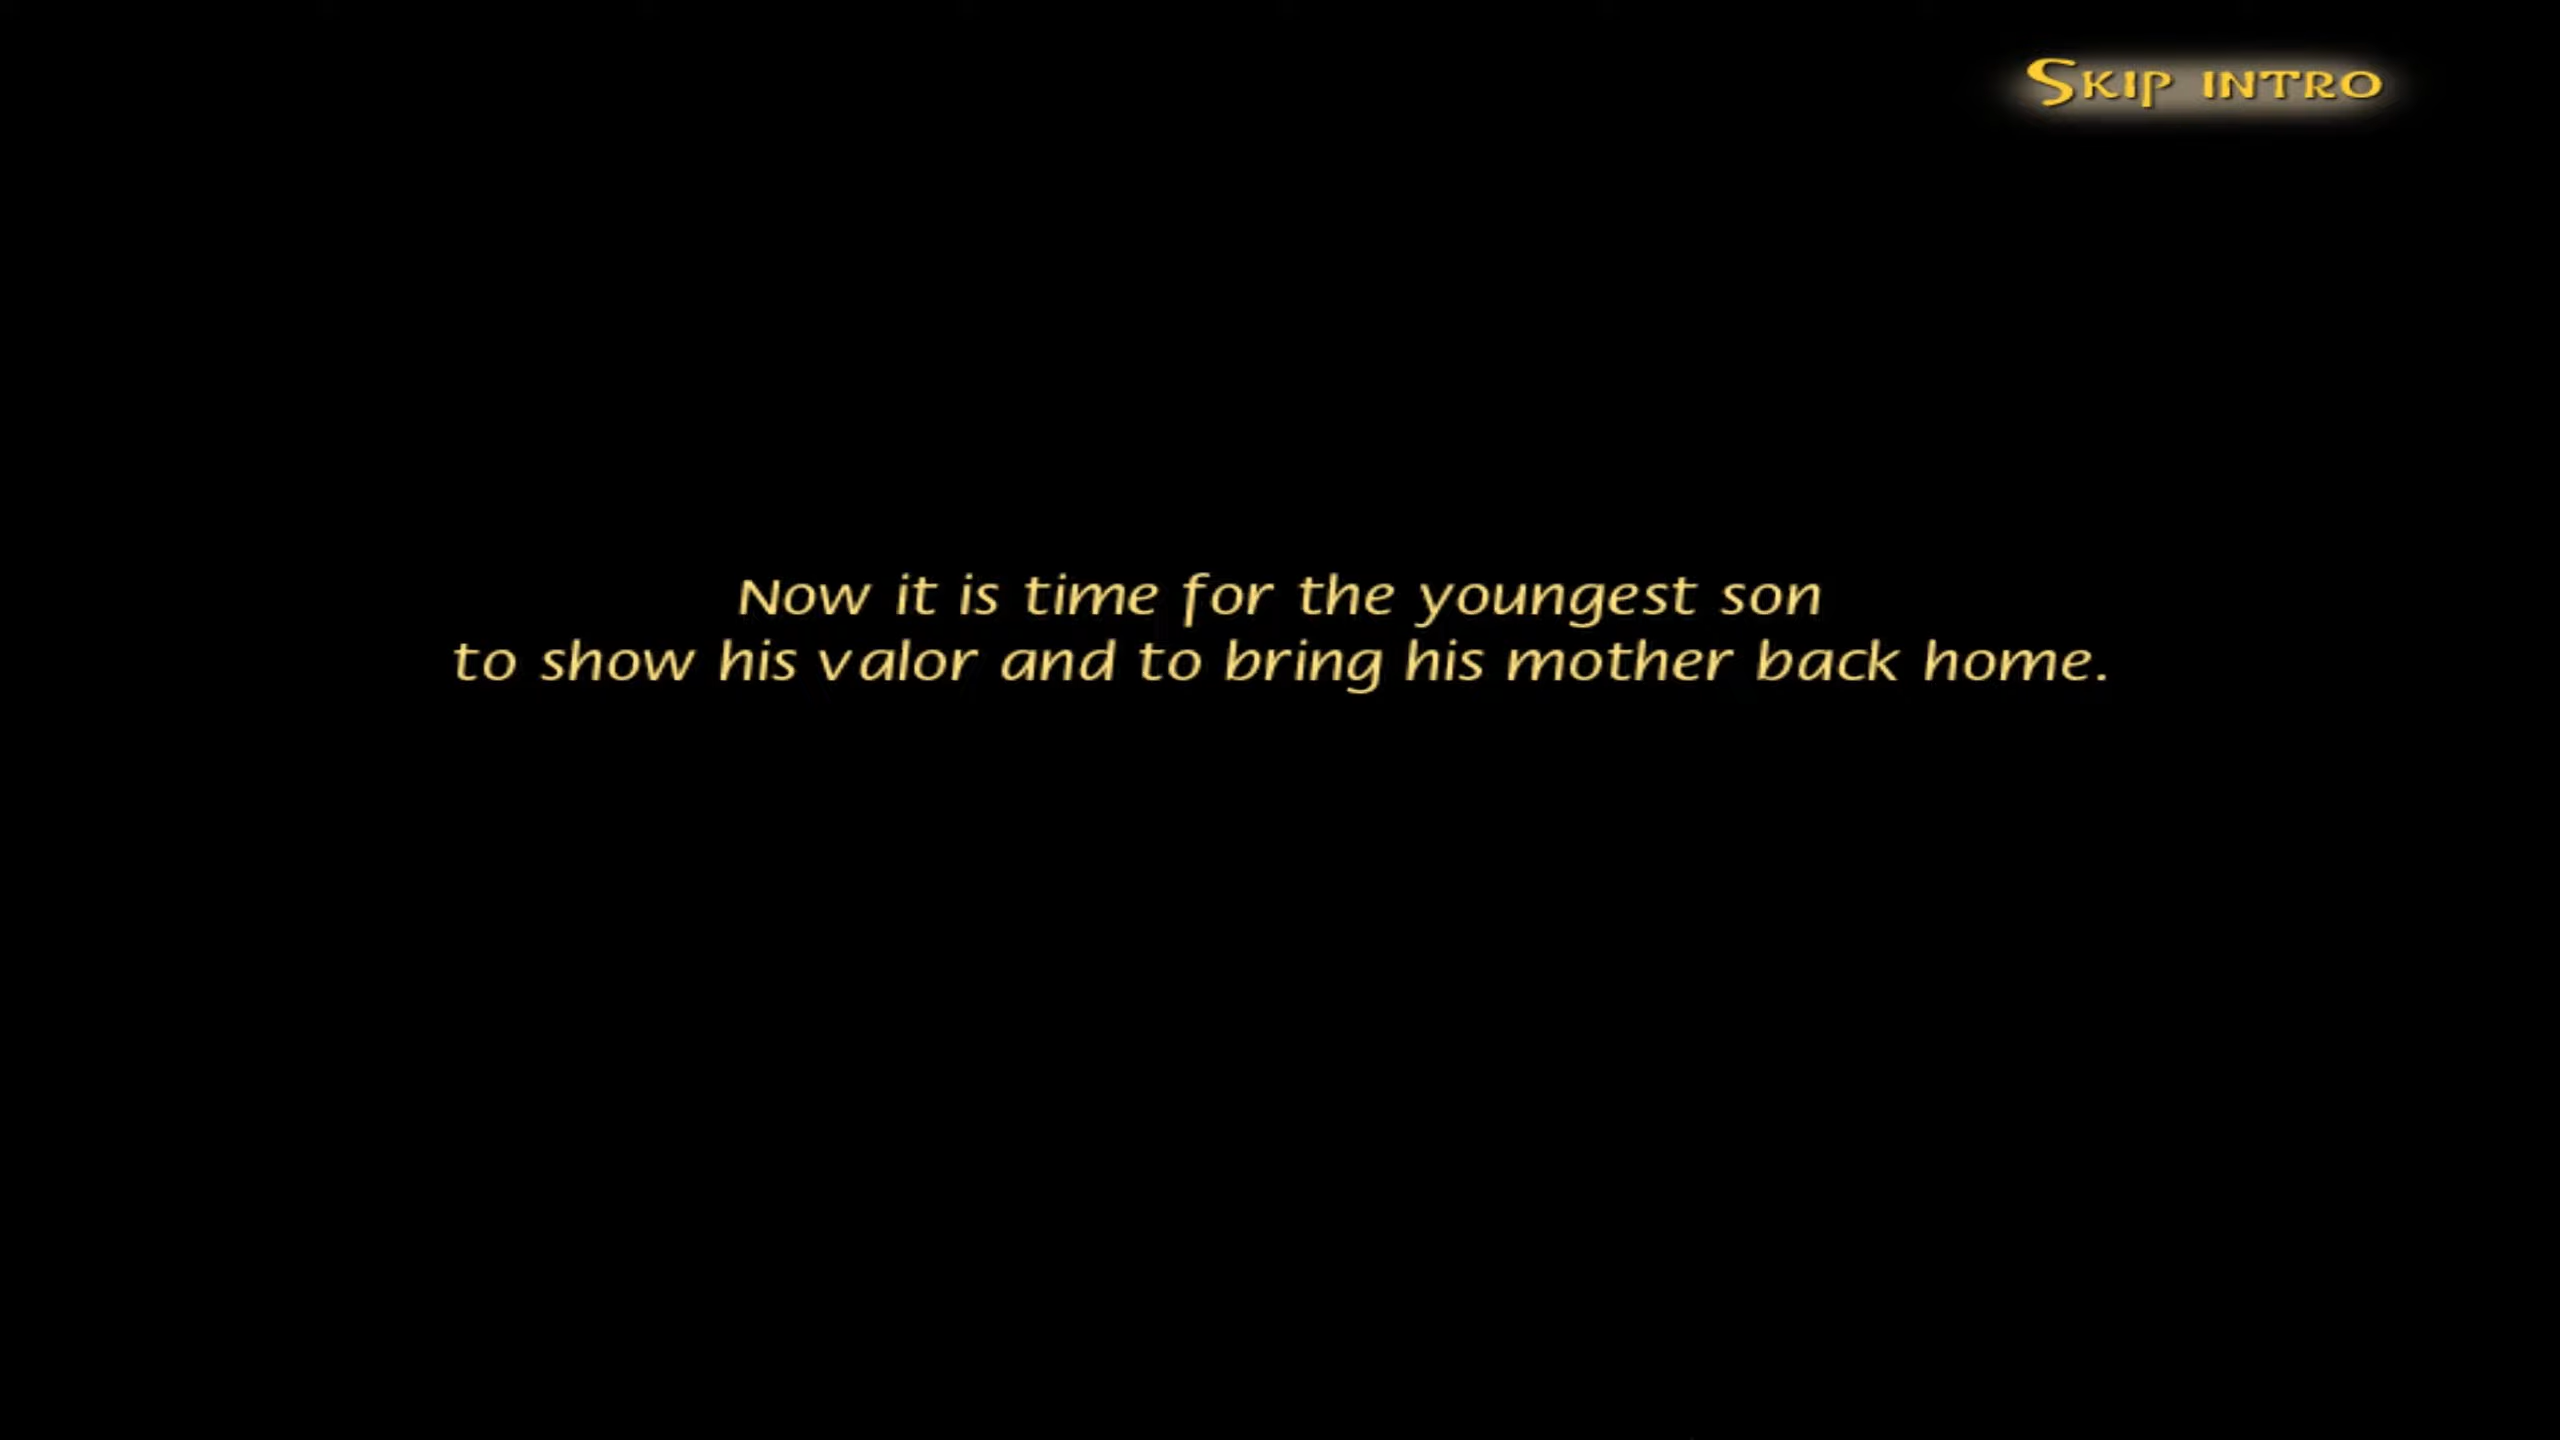 Skip intro
Now it is time for the youngest son
to show his valor and to bring his mother back home.